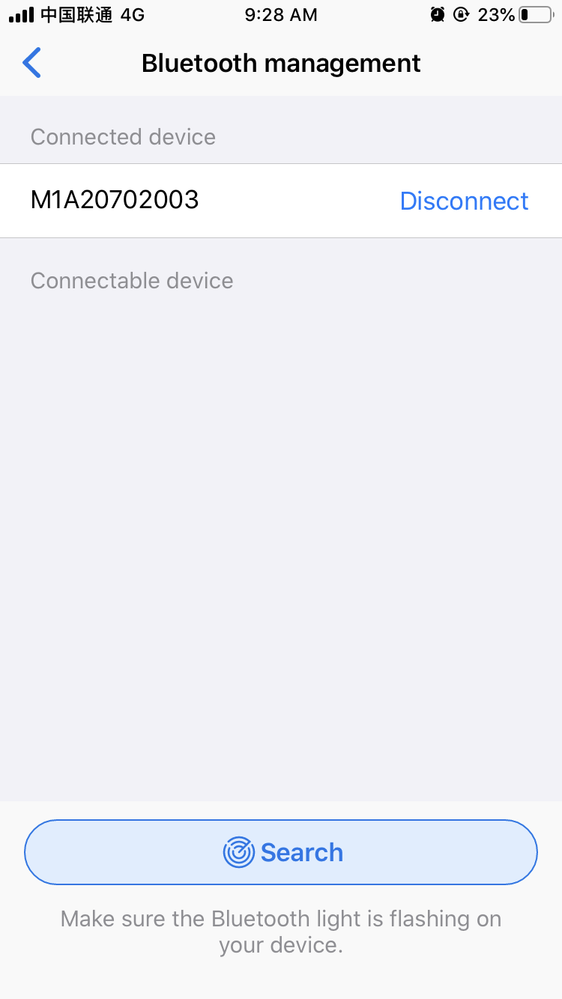 中国联通 4G 9:28 AM 23%
Bluetooth management
Connected device
M1A20702003 Disconnect
Connectable device
Search
Make sure the Bluetooth light is flashing on
your device.